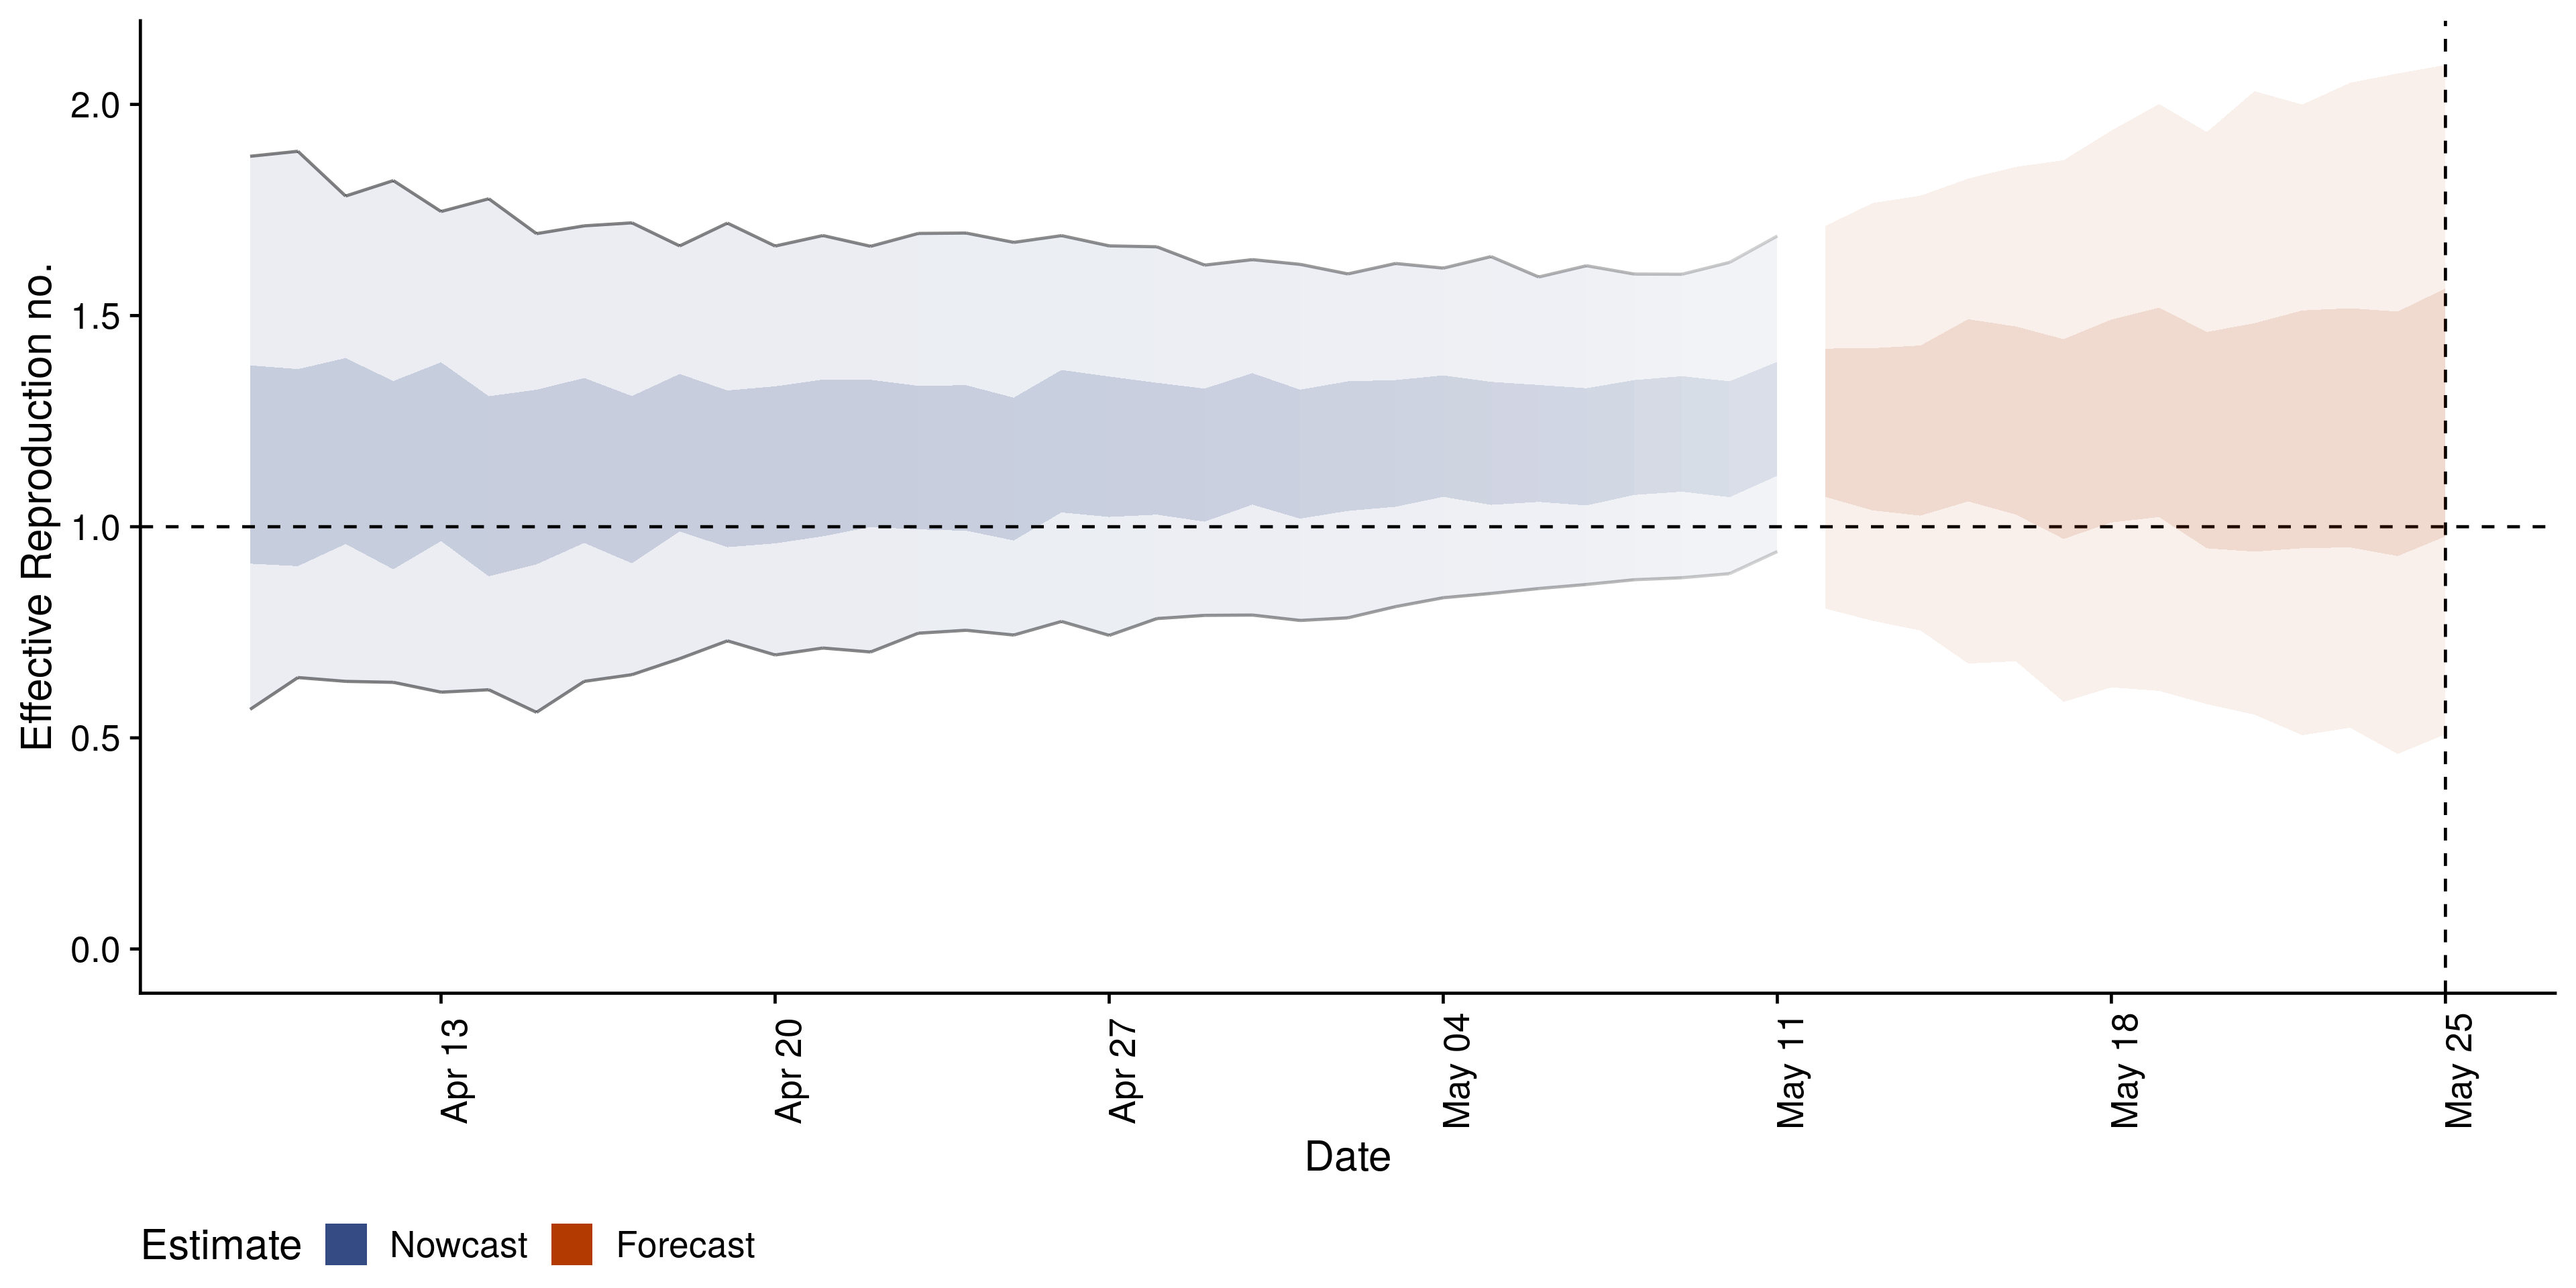 Effective Reproduction no.
2.0
1.5
1.0
0.5
0.0
Apr 13
Apr 20
Apr 27
May 04
May 11
May 18
May 25
Date
Estimate Nowcast Forecast